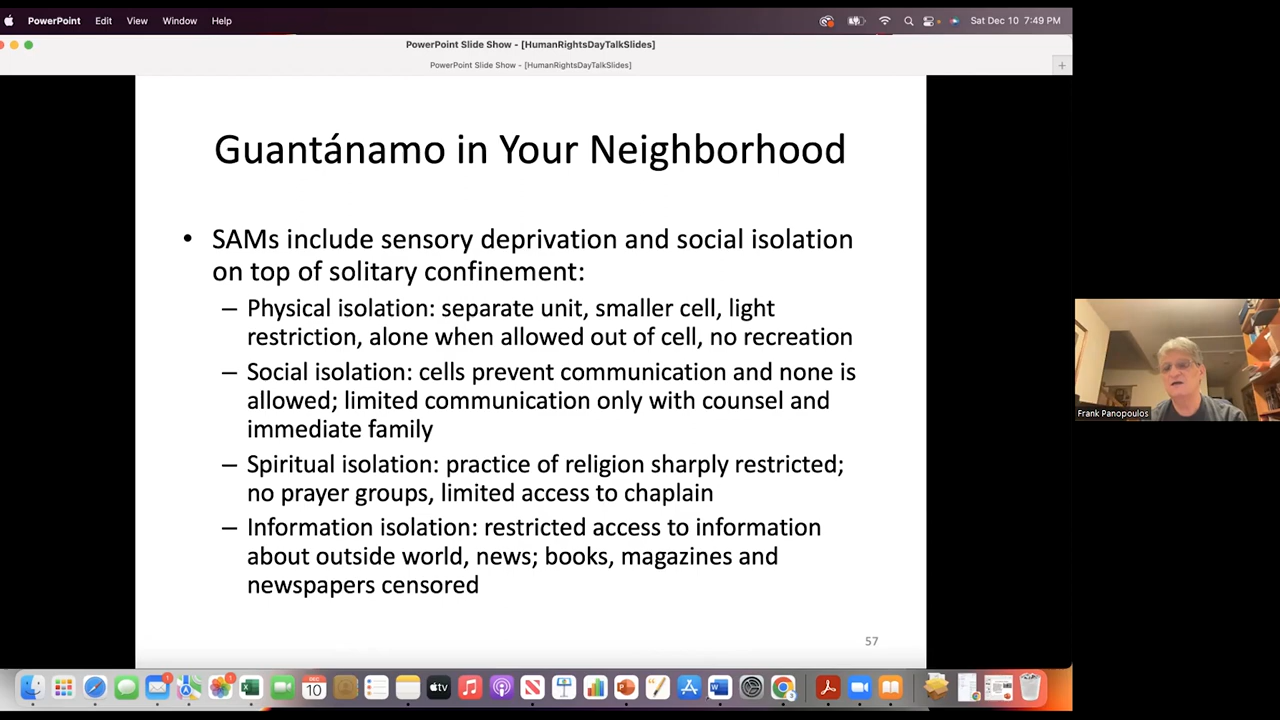 PowerPoint Edit View Window Help Sat Dec 10 7:49 PM
PowerPoint Slide Show - [HumanRightsDayTalkSlides]
PowerPoint Slide Show - [HumanRightsDayTalkSlides]
Guantánamo in Your Neighborhood
• SAMs include sensory deprivation and social isolation
on top of solitary confinement:
– Physical isolation: separate unit, smaller cell, light
restriction, alone when allowed out of cell, no recreation
– Social isolation: cells prevent communication and none is
allowed; limited communication only with counsel and
immediate family
– Spiritual isolation: practice of religion sharply restricted;
no prayer groups, limited access to chaplain
– Information isolation: restricted access to information
about outside world, news; books, magazines and
newspapers censored
57
Frank Panopoulos
DEC
10
tv